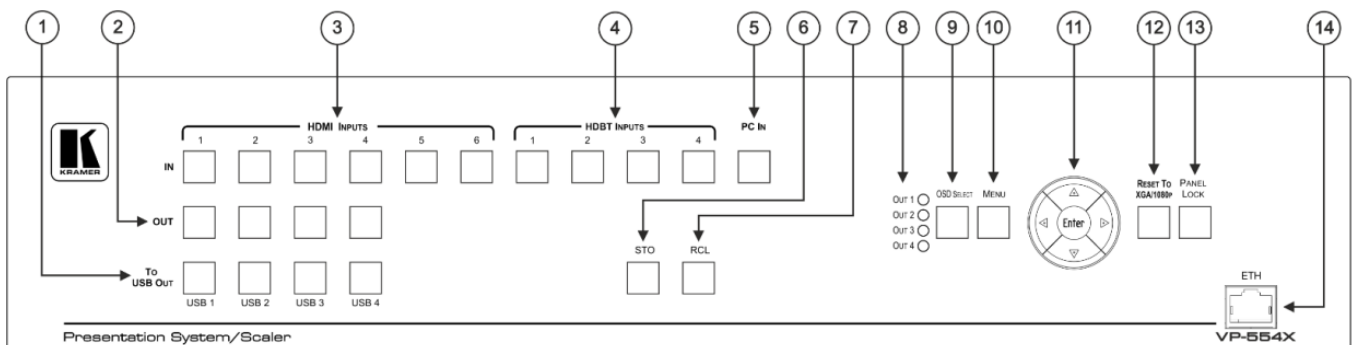 1 2 3 4 5 6 7 8 9 10 11 12 13 14
HDMI INPUTS HDBT INPUTS PC IN
1 2 3 4 5 6 1 2 3 4
KRAMER
IN
OUT
TO
USB OUT
USB 1 USB 2 USB 3 USB 4
STO RCL
OUT 1
OUT 2
OUT 3
OUT 4
OSD SELECT
MENU
Enter
RESET TO
XGA/1080P
PANEL
LOCK
ETH
Presentation System/Scaler
VP-554X